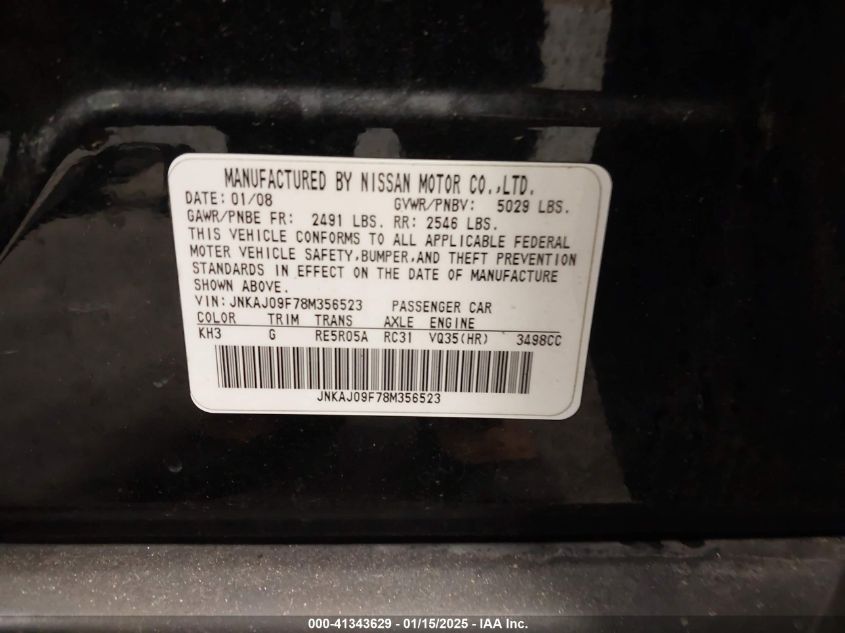 MANUFACTURED BY NISSAN MOTOR CO.,LTD.
DATE: 01/08 GVWR/PNBV: 5029 LBS.
GAWR/PNBE FR: 2491 LBS. RR: 2546 LBS.
THIS VEHICLE CONFORMS TO ALL APPLICABLE FEDERAL
MOTER VEHICLE SAFETY,BUMPER,AND THEFT PREVENTION
STANDARDS IN EFFECT ON THE DATE OF MANUFACTURE
SHOWN ABOVE.
VIN: JNKAJ09F78M356523 PASSENGER CAR
COLOR TRIM TRANS AXLE ENGINE
KH3 G RE5R05A RC31 VQ35(HR) 3498CC
JNKAJ09F78M356523
000-41343629 - 01/15/2025 - IAA Inc.